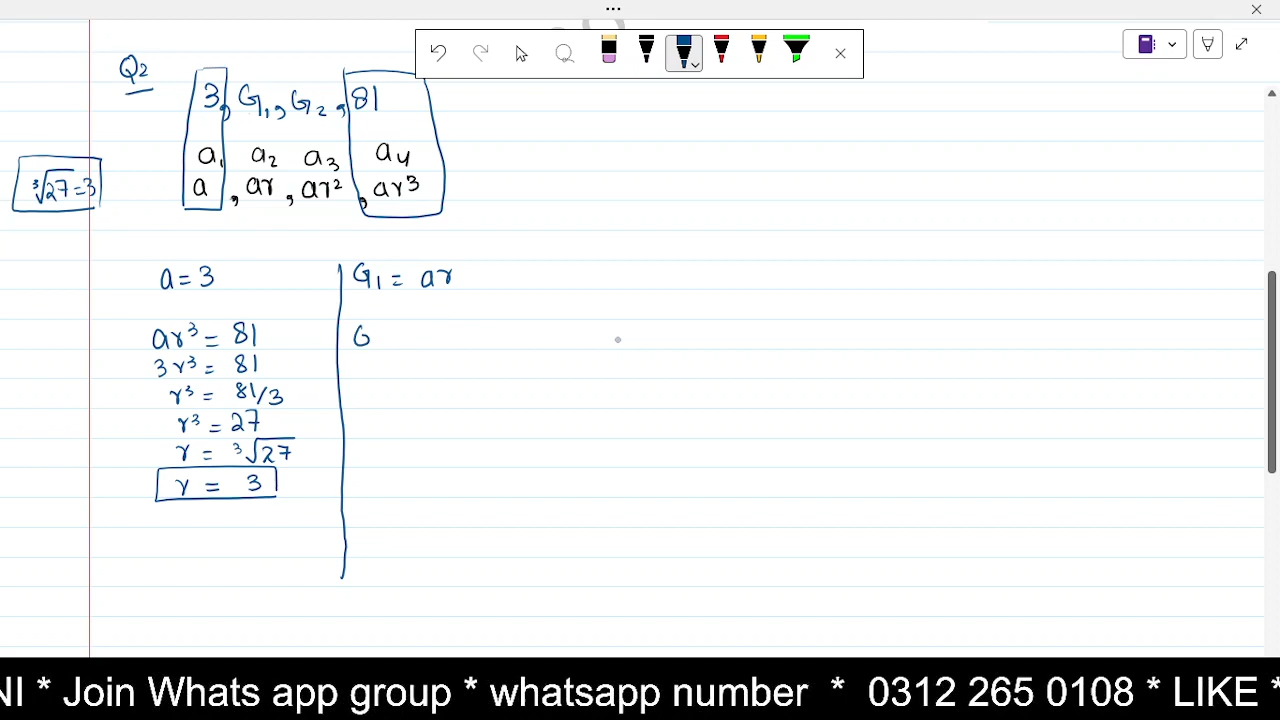 Q2
3, G₁, G₂, 81
a₁ a₂ a₃ a₄
a, ar, ar², ar³
³√27 = 3
a = 3
ar³ = 81
3r³ = 81
r³ = 81/3
r³ = 27
r = ³√27
r = 3
G₁ = ar
G
NI * Join Whats app group * whatsapp number * 0312 265 0108 * LIKE *